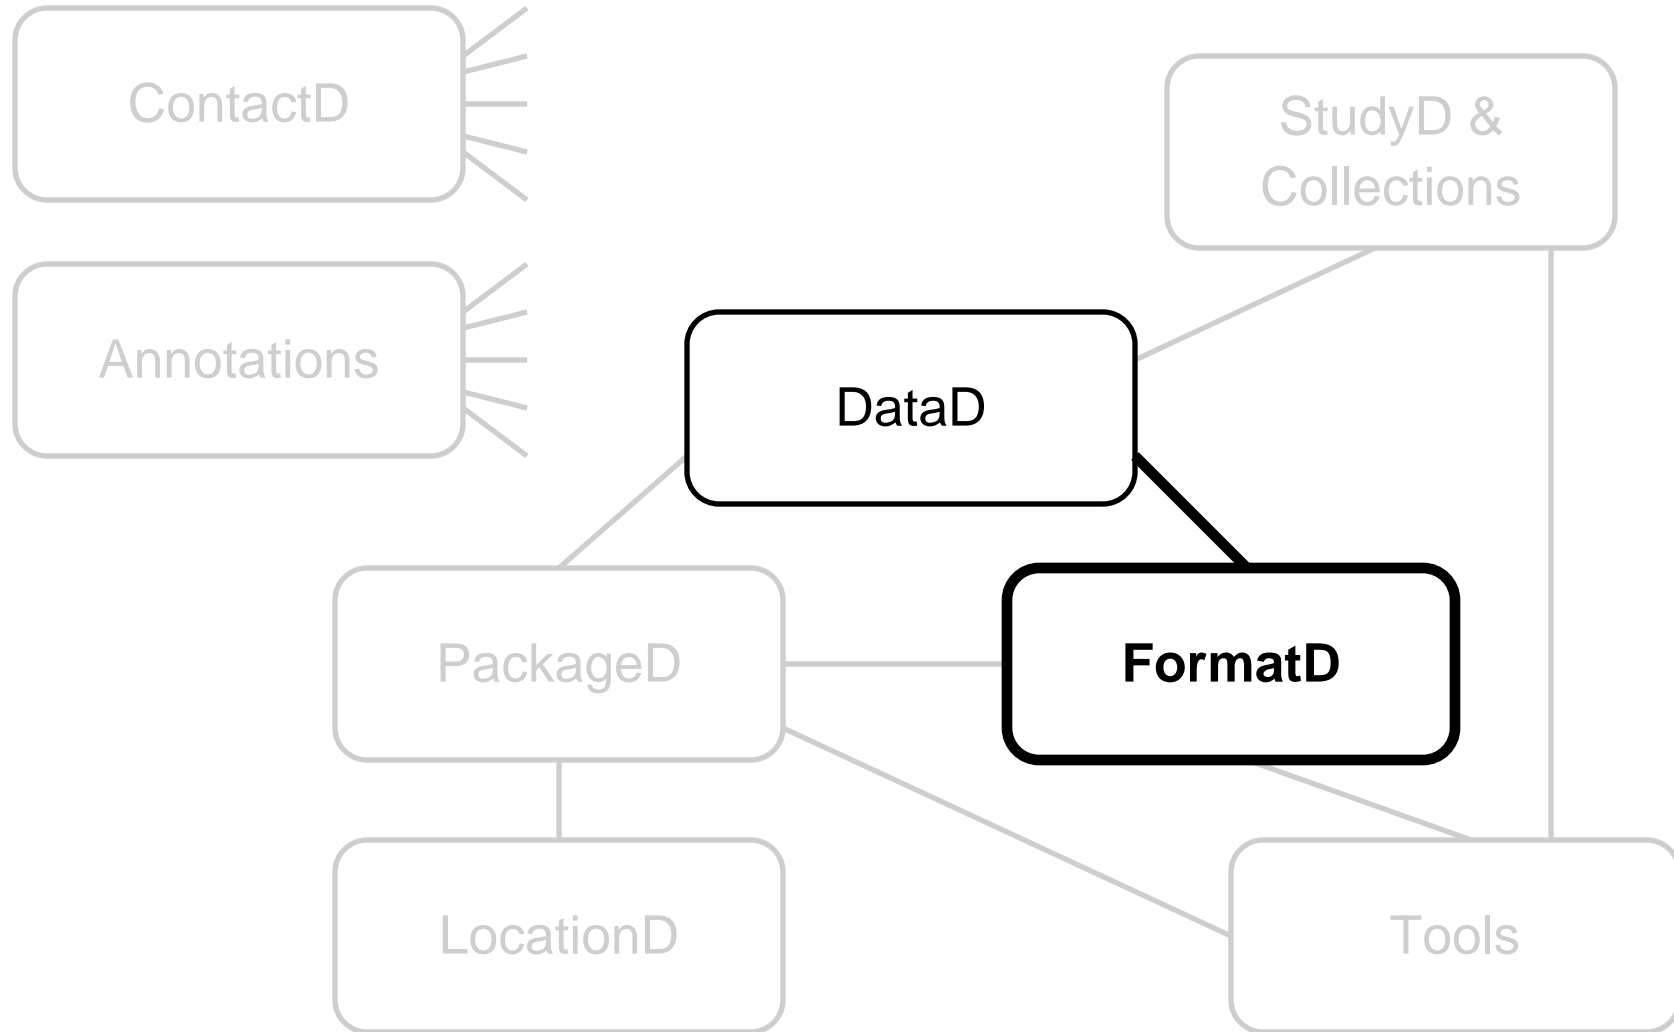 ContactD
StudyD &
Collections
Annotations
DataD
PackageD
FormatD
LocationD
Tools